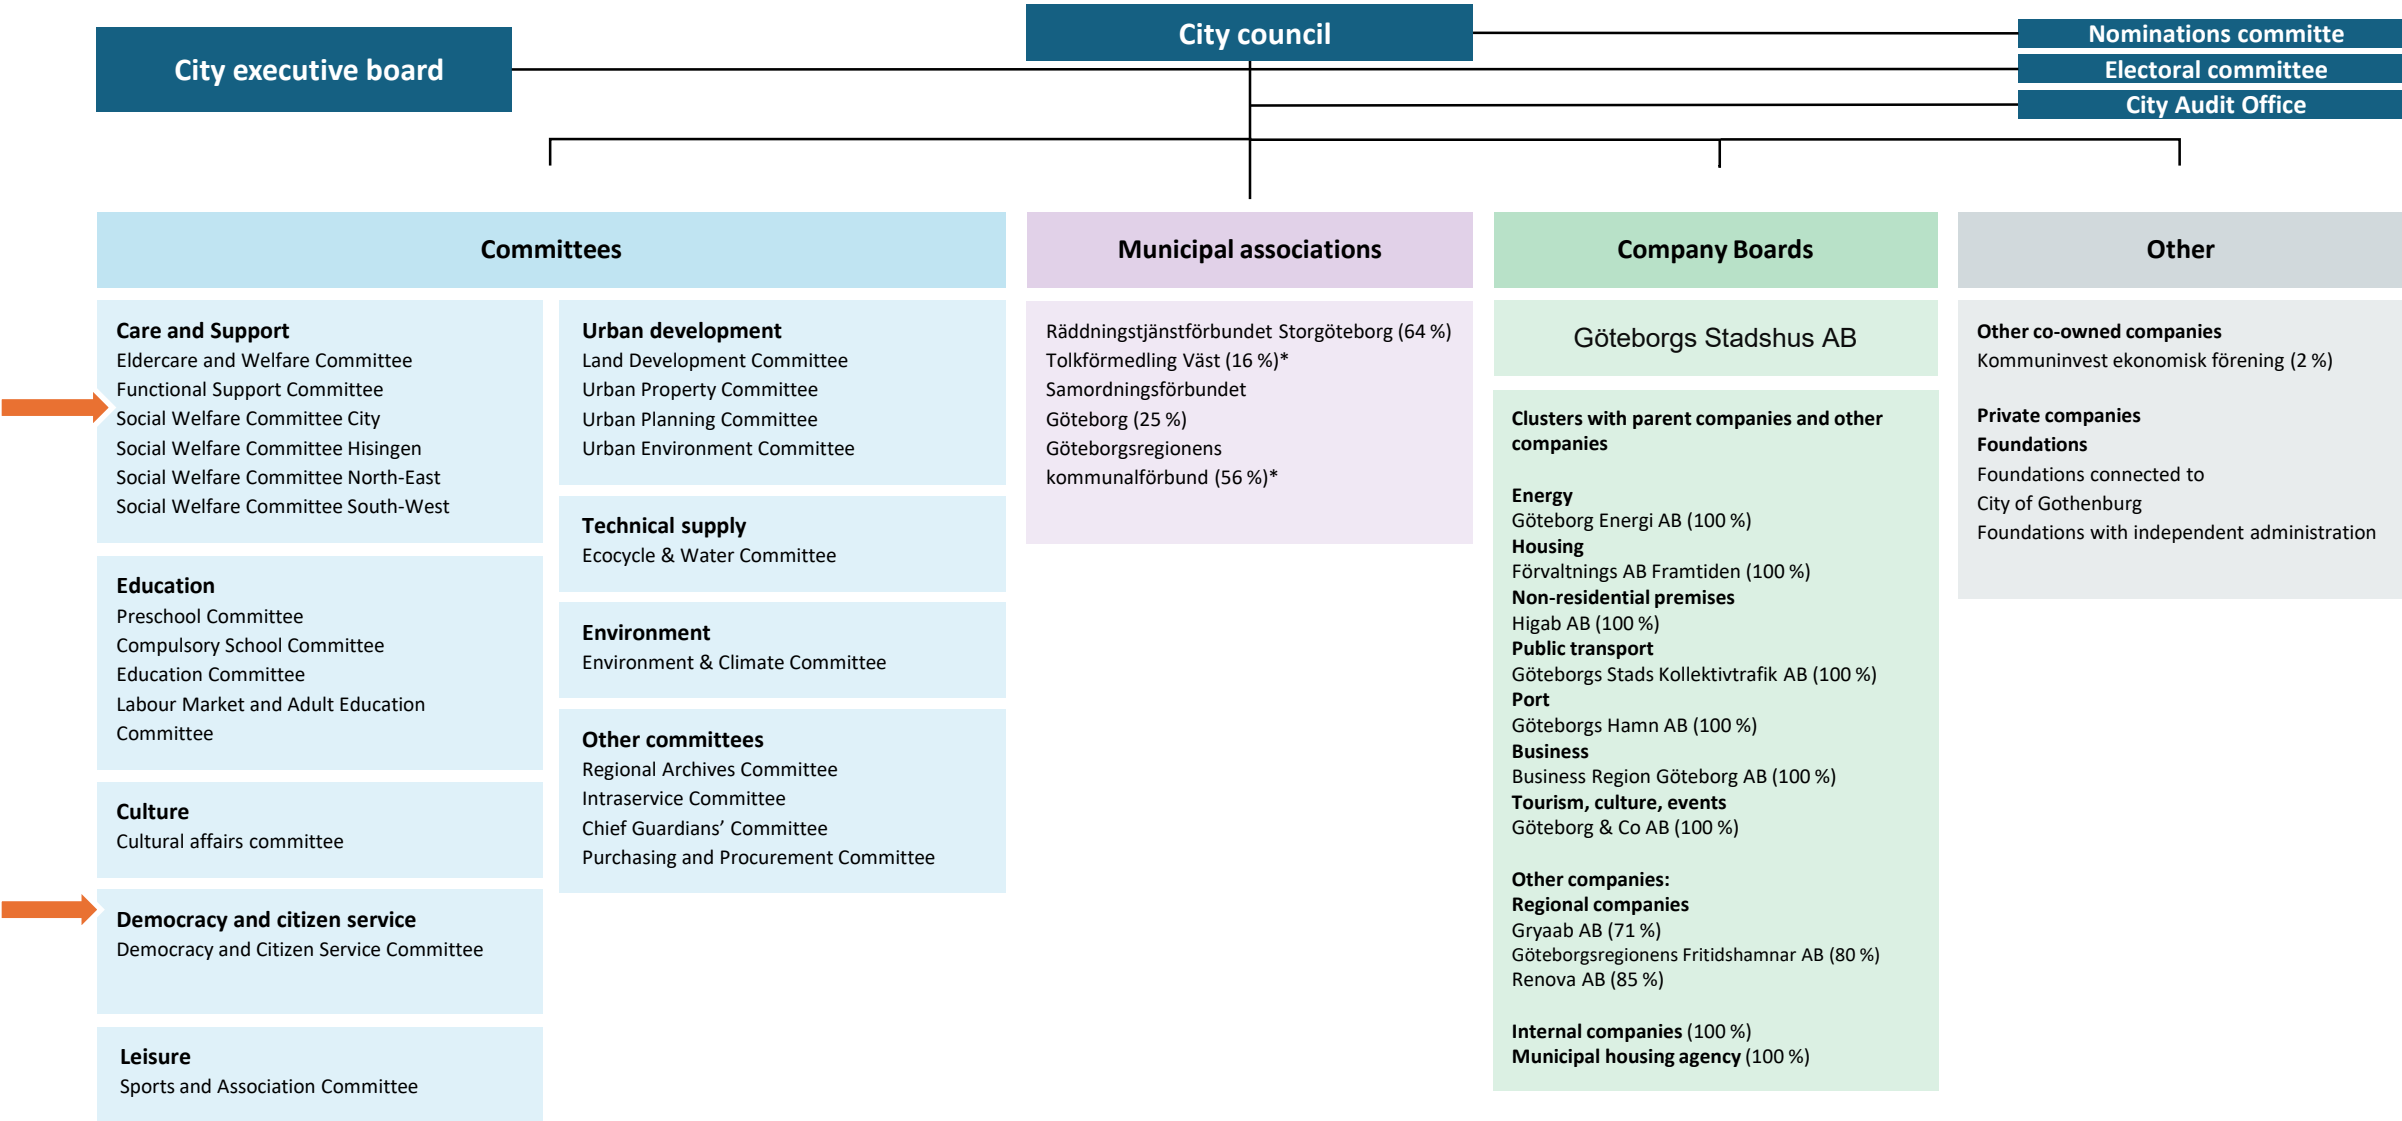 City council
City executive board
Nominations committe
Electoral committee
City Audit Office
Committees
Care and Support
Eldercare and Welfare Committee
Functional Support Committee
Social Welfare Committee City
Social Welfare Committee Hisingen
Social Welfare Committee North-East
Social Welfare Committee South-West
Education
Preschool Committee
Compulsory School Committee
Education Committee
Labour Market and Adult Education
Committee
Culture
Cultural affairs committee
Democracy and citizen service
Democracy and Citizen Service Committee
Leisure
Sports and Association Committee
Urban development
Land Development Committee
Urban Property Committee
Urban Planning Committee
Urban Environment Committee
Technical supply
Ecocycle & Water Committee
Environment
Environment & Climate Committee
Other committees
Regional Archives Committee
Intraservice Committee
Chief Guardians’ Committee
Purchasing and Procurement Committee
Municipal associations
Räddningstjänstförbundet Storgöteborg (64 %)
Tolkförmedling Väst (16 %)*
Samordningsförbundet
Göteborg (25 %)
Göteborgsregionens
kommunalförbund (56 %)*
Company Boards
Göteborgs Stadshus AB
Clusters with parent companies and other
companies
Energy
Göteborg Energi AB (100 %)
Housing
Förvaltnings AB Framtiden (100 %)
Non-residential premises
Higab AB (100 %)
Public transport
Göteborgs Stads Kollektivtrafik AB (100 %)
Port
Göteborgs Hamn AB (100 %)
Business
Business Region Göteborg AB (100 %)
Tourism, culture, events
Göteborg & Co AB (100 %)
Other companies:
Regional companies
Gryaab AB (71 %)
Göteborgsregionens Fritidshamnar AB (80 %)
Renova AB (85 %)
Internal companies (100 %)
Municipal housing agency (100 %)
Other
Other co-owned companies
Kommuninvest ekonomisk förening (2 %)
Private companies
Foundations
Foundations connected to
City of Gothenburg
Foundations with independent administration